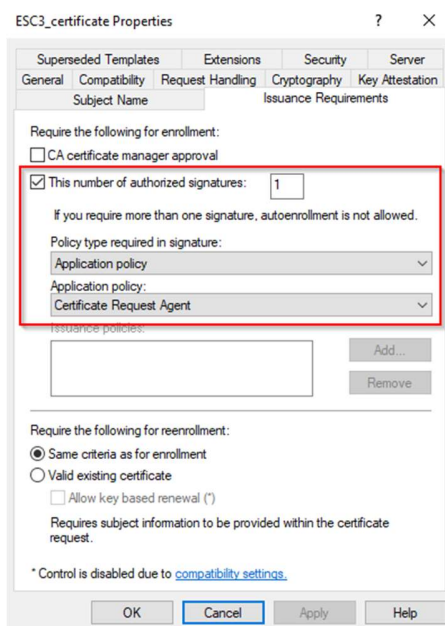 ESC3_certificate Properties ? ×
Superseded Templates Extensions Security Server
General Compatibility Request Handling Cryptography Key Attestation
Subject Name Issuance Requirements
Require the following for enrollment:
CA certificate manager approval
This number of authorized signatures: 1
If you require more than one signature, autoenrollment is not allowed.
Policy type required in signature:
Application policy
Application policy:
Certificate Request Agent
Issuance policies:
Add...
Remove
Require the following for reenrollment:
Same criteria as for enrollment
Valid existing certificate
Allow key based renewal (*)
Requires subject information to be provided within the certificate
request.
* Control is disabled due to compatibility settings.
OK Cancel Apply Help